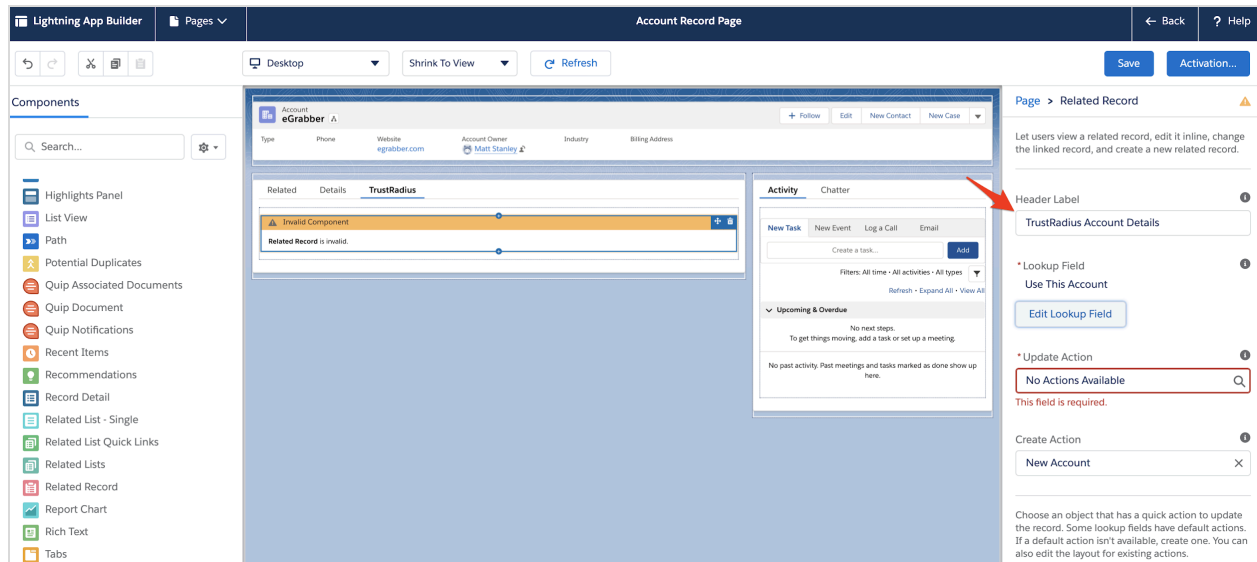 Lightning App Builder
Pages
Account Record Page
Back
? Help
Desktop
Shrink To View
Refresh
Save
Activation...
Components
Search...
Highlights Panel
List View
Path
Potential Duplicates
Quip Associated Documents
Quip Document
Quip Notifications
Recent Items
Recommendations
Record Detail
Related List - Single
Related List Quick Links
Related Lists
Related Record
Report Chart
Rich Text
Tabs
Account
eGrabber
+ Follow
Edit
New Contact
New Case
Type
Phone
Website
Account Owner
Industry
Billing Address
egrabber.com
Matt Stanley
Related
Details
TrustRadius
Invalid Component
Related Record is invalid.
Activity
Chatter
New Task
New Event
Log a Call
Email
Create a task...
Add
Filters: All time • All activities • All types
Refresh • Expand All • View All
Upcoming & Overdue
No next steps.
To get things moving, add a task or set up a meeting.
No past activity. Past meetings and tasks marked as done show up
here.
Page > Related Record
Let users view a related record, edit it inline, change
the linked record, and create a new related record.
Header Label
TrustRadius Account Details
*Lookup Field
Use This Account
Edit Lookup Field
*Update Action
No Actions Available
This field is required.
Create Action
New Account
Choose an object that has a quick action to update
the record. Some lookup fields have default actions.
If a default action isn't available, create one. You can
also edit the layout for existing actions.